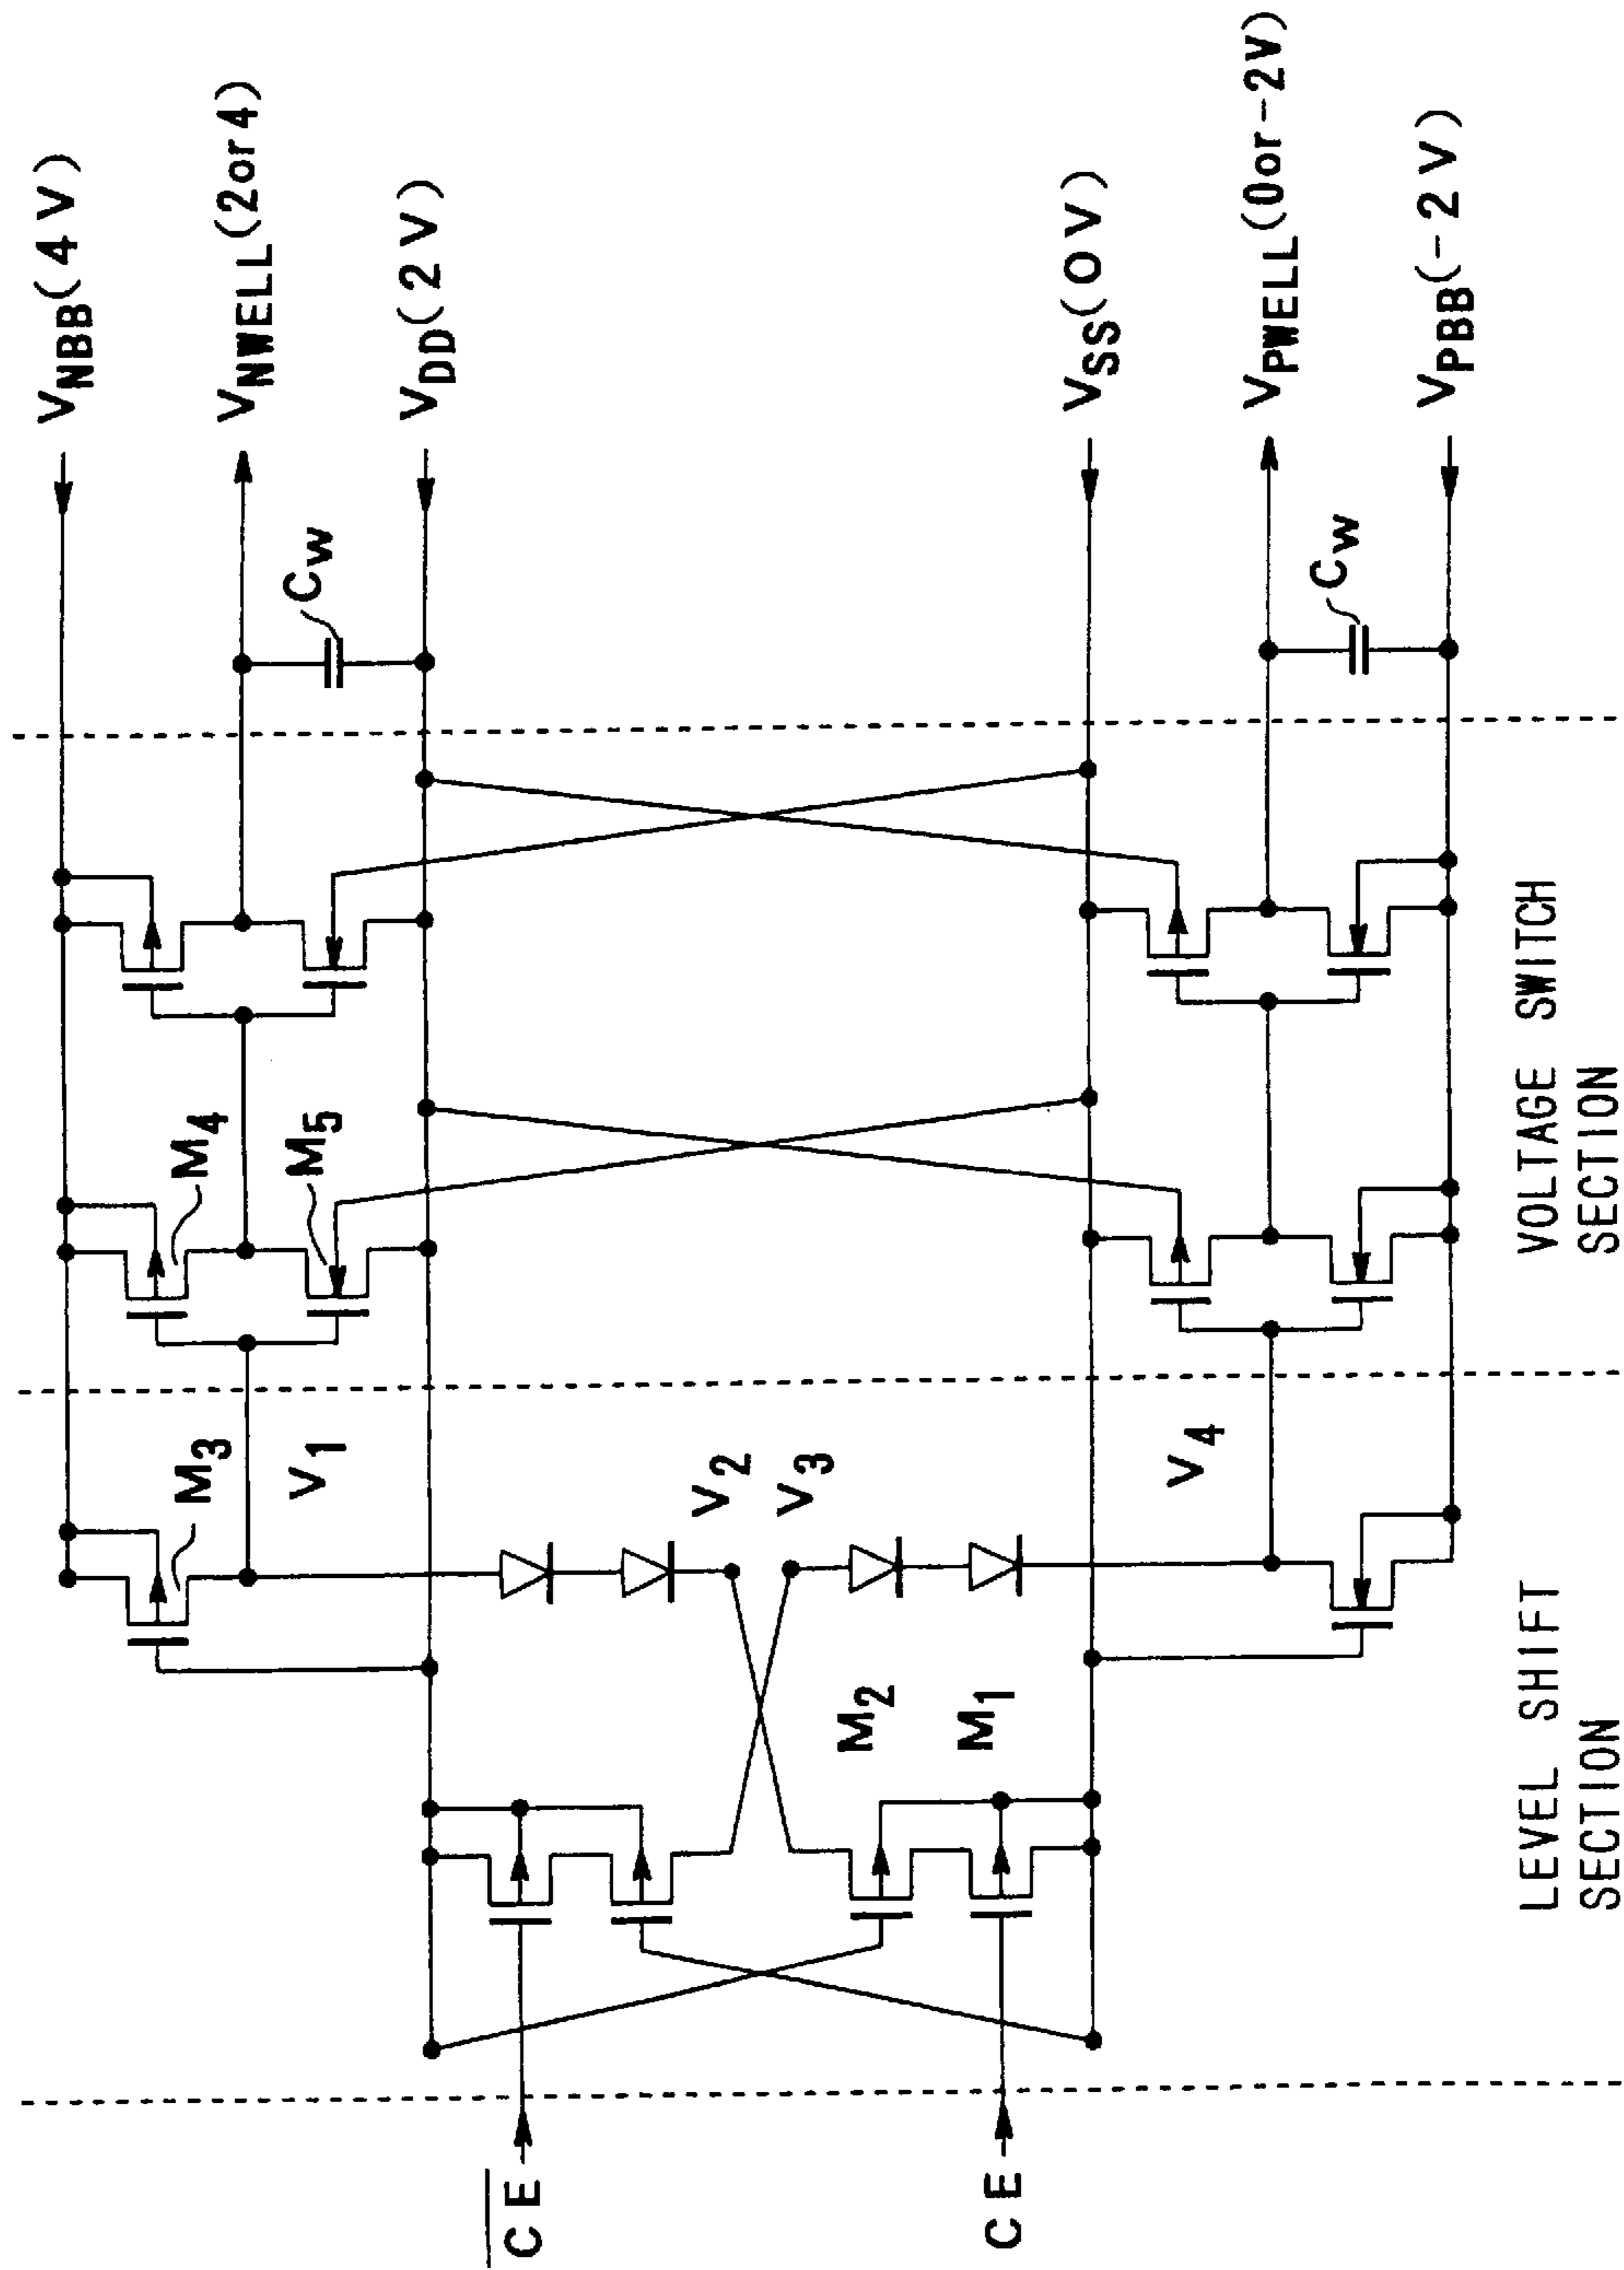 V_NBB (4V)
V_NWELL (2or4)
V_DD (2V)
V_SS (0V)
V_PWELL (0or-2V)
V_PBB (-2V)
C_W
C_W
M_4
M_5
M_3
V_1
V_2
V_3
V_4
M_2
M_1
C̅E̅
CE
LEVEL SHIFT
SECTION
VOLTAGE SWITCH
SECTION